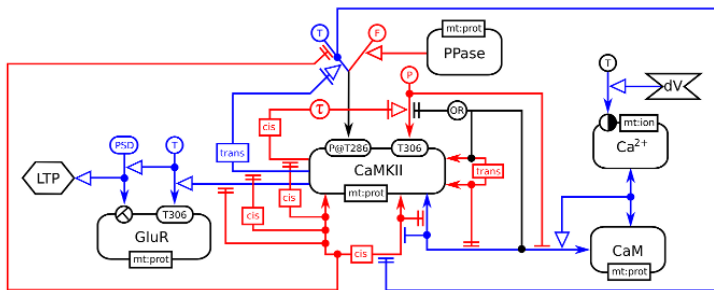 T
F
mt:prot
PPase
P
T
dV
τ
cis
OR
mt:ion
Ca2+
cis
trans
P@T286
T306
PSD
T
CaMKII
trans
LTP
cis
mt:prot
cis
T306
GluR
CaM
mt:prot
cis
mt:prot